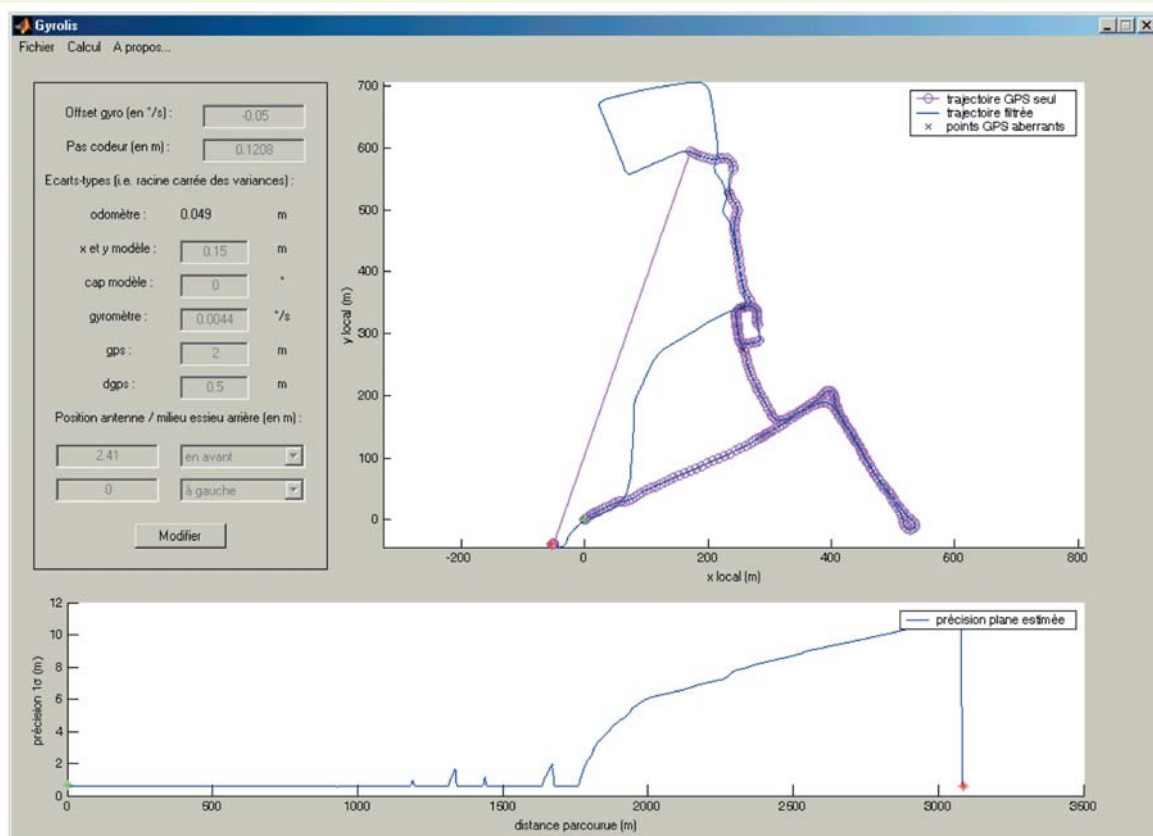 Gyrolis
Fichier Calcul A propos...
Offset gyro (en °/s) : -0.05
Pas codeur (en m) : 0.1208
Ecarts-types (i.e. racine carrée des variances) :
odomètre : 0.049 m
x et y modèle : 0.15 m
cap modèle : 0 °
gyromètre : 0.0044 °/s
gps : 2 m
dgps : 0.5 m
Position antenne / milieu essieu arrière (en m) :
2.41 en avant
0 à gauche
Modifier
trajectoire GPS seul
trajectoire filtrée
points GPS aberrants
700
600
500
400
300
200
100
0
y local (m)
-200 0 200 400 600 800
x local (m)
précision plane estimée
12
10
8
6
4
2
0
précision 1σ (m)
0 500 1000 1500 2000 2500 3000 3500
distance parcourue (m)